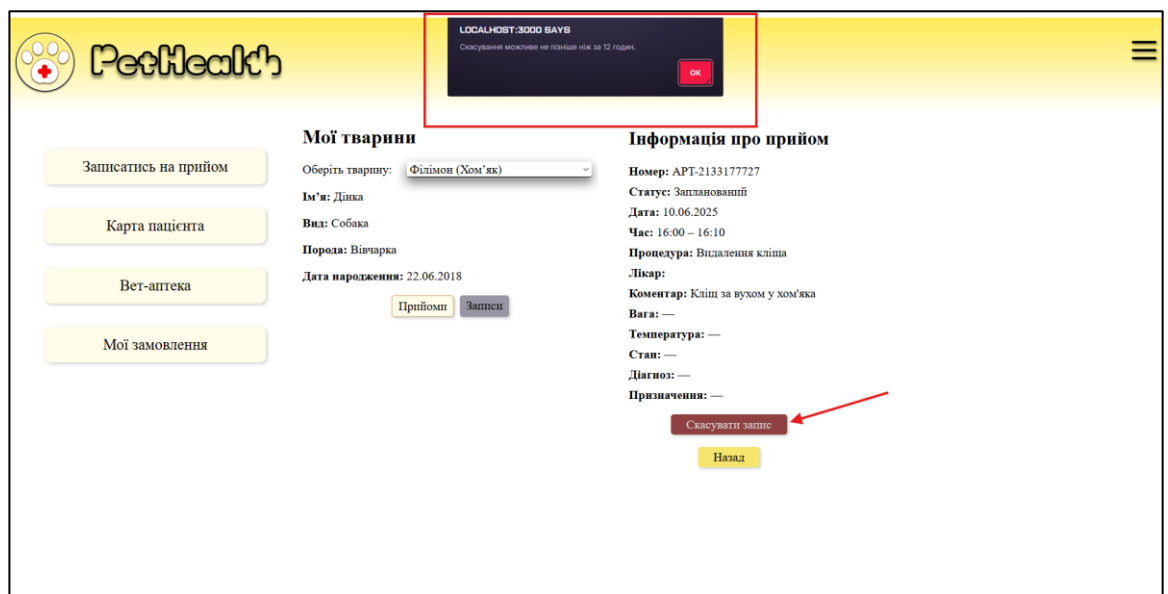 PetHealth
LOCALHOST:3000 SAYS
Скасування можливе не пізніше ніж за 12 годин.
OK
Записатись на прийом
Карта пацієнта
Вет-аптека
Мої замовлення
Мої тварини
Оберіть тварину: Філімон (Хом’як)
Ім’я: Дінка
Вид: Собака
Порода: Вівчарка
Дата народження: 22.06.2018
Прийоми Записи
Інформація про прийом
Номер: APT-2133177727
Статус: Запланований
Дата: 10.06.2025
Час: 16:00 – 16:10
Процедура: Видалення кліща
Лікар:
Коментар: Кліщ за вухом у хом'яка
Вага: —
Температура: —
Стан: —
Діагноз: —
Призначення: —
Скасувати запис
Назад